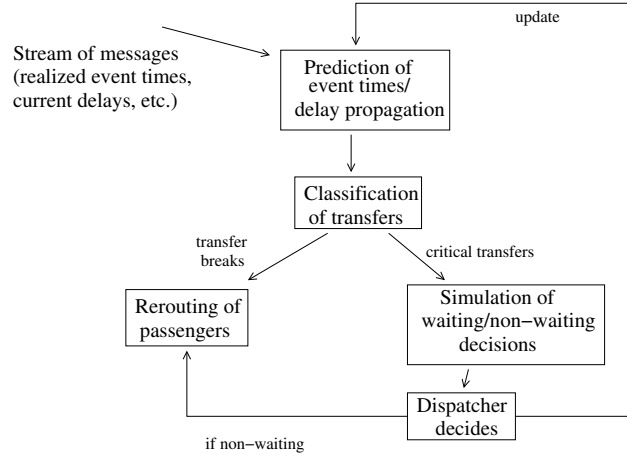 update
Stream of messages
(realized event times,
current delays, etc.)
Prediction of
event times/
delay propagation
Classification
of transfers
transfer
breaks
critical transfers
Rerouting of
passengers
Simulation of
waiting/non−waiting
decisions
Dispatcher
decides
if non−waiting